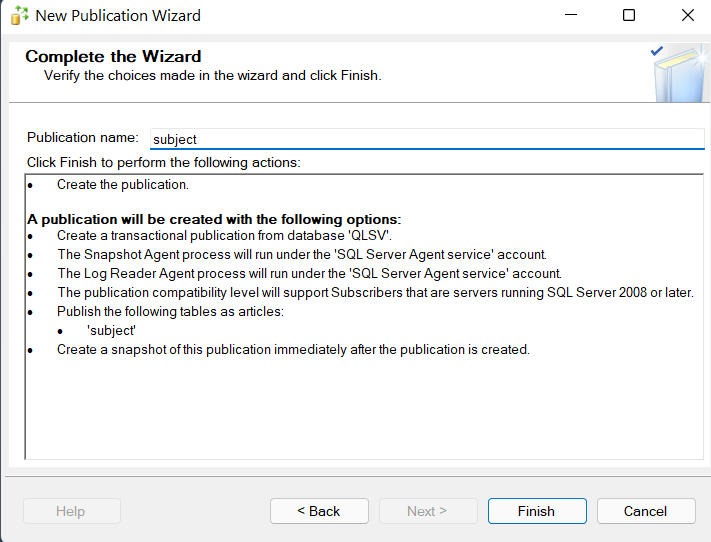 New Publication Wizard
Complete the Wizard
Verify the choices made in the wizard and click Finish.
Publication name: subject
Click Finish to perform the following actions:
• Create the publication.
A publication will be created with the following options:
• Create a transactional publication from database 'QLSV'.
• The Snapshot Agent process will run under the 'SQL Server Agent service' account.
• The Log Reader Agent process will run under the 'SQL Server Agent service' account.
• The publication compatibility level will support Subscribers that are servers running SQL Server 2008 or later.
• Publish the following tables as articles:
• 'subject'
• Create a snapshot of this publication immediately after the publication is created.
Help < Back Next > Finish Cancel